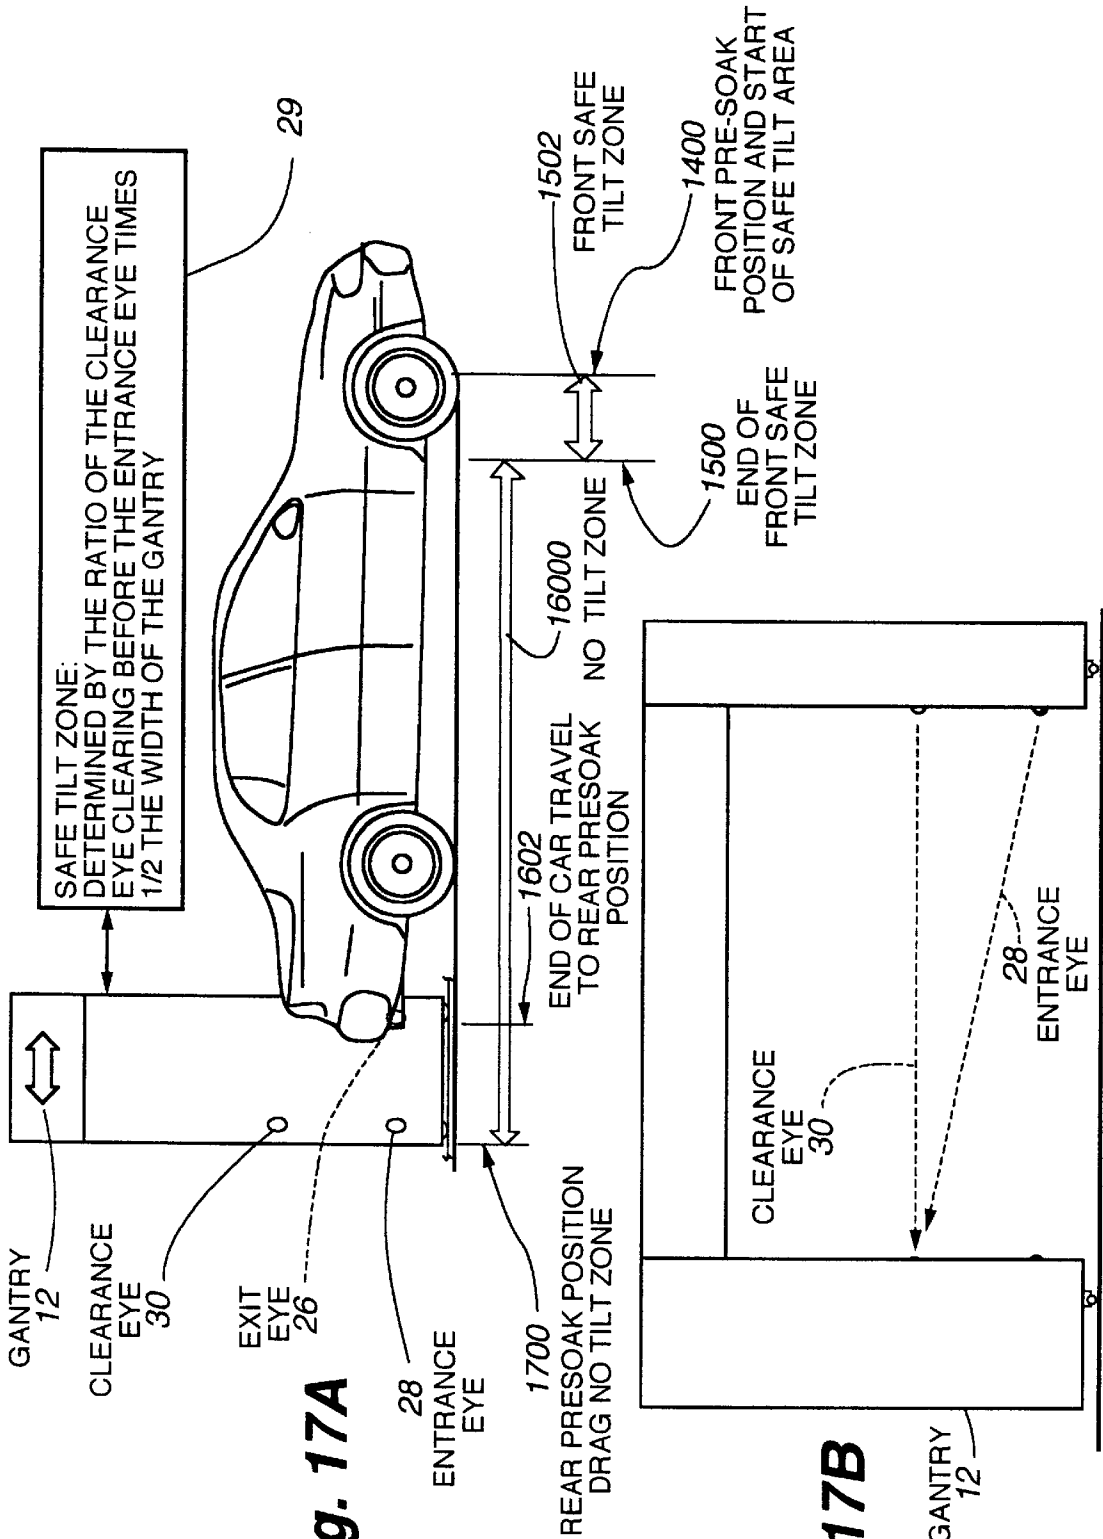 SAFE TILT ZONE:
DETERMINED BY THE RATIO OF THE CLEARANCE
EYE CLEARING BEFORE THE ENTRANCE EYE TIMES
1/2 THE WIDTH OF THE GANTRY
29
GANTRY
12
CLEARANCE
EYE
30
EXIT
EYE
26
28
ENTRANCE
EYE
1700
REAR PRESOAK POSITION
DRAG NO TILT ZONE
1602
END OF CAR TRAVEL
TO REAR PRESOAK
POSITION
16000
NO TILT ZONE
1500
END OF
FRONT SAFE
TILT ZONE
1502
FRONT SAFE
TILT ZONE
1400
FRONT PRE-SOAK
POSITION AND START
OF SAFE TILT AREA
g. 17A
CLEARANCE
EYE
30
28
ENTRANCE
EYE
GANTRY
12
17B